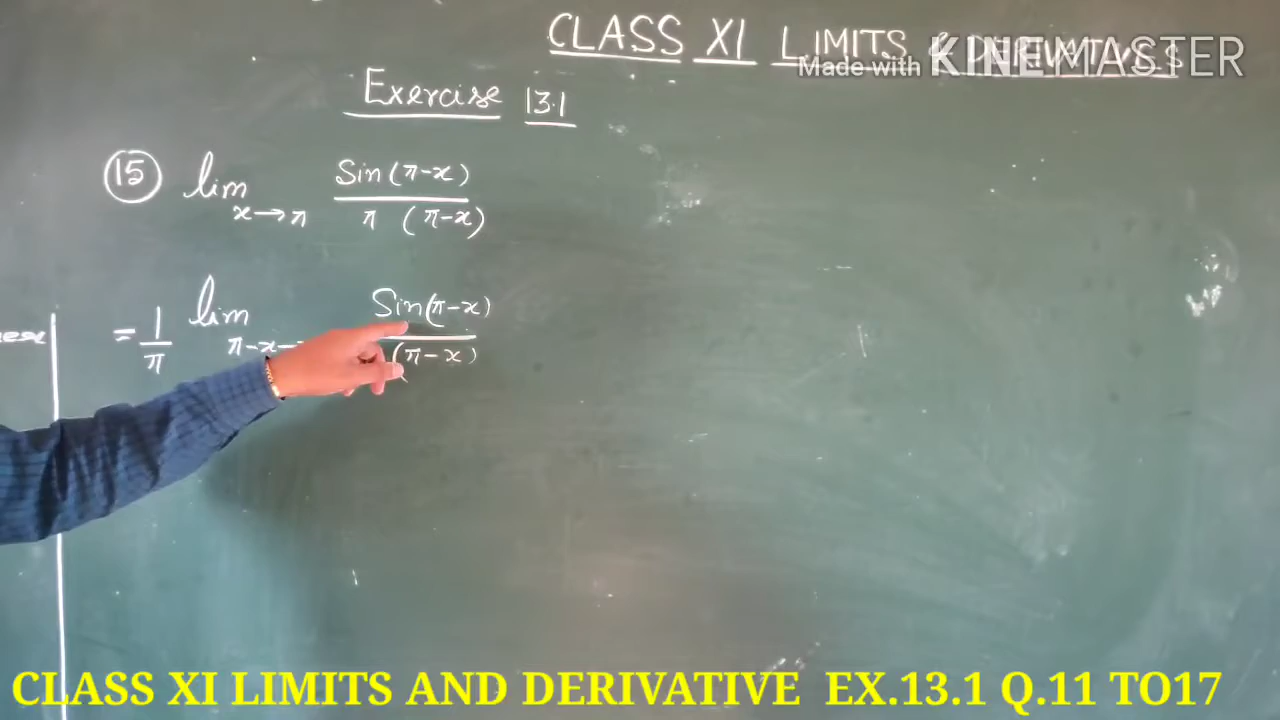 CLASS XI LIMITS & DERIVATIVES
Made with KINEMASTER
Exercise 13.1
15 lim x→π Sin(π-x) / π (π-x)
= 1/π lim π-x- Sin(π-x) / (π-x)
CLASS XI LIMITS AND DERIVATIVE EX.13.1 Q.11 TO17